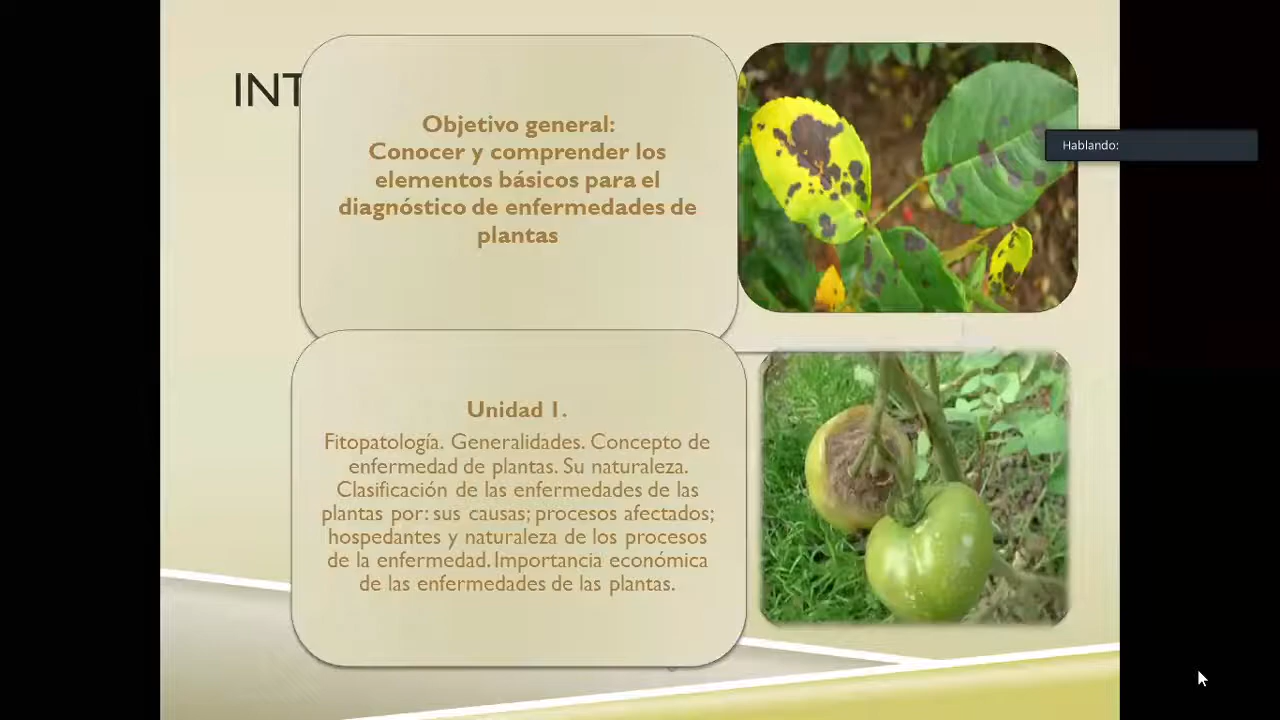 INT
Objetivo general:
Conocer y comprender los
elementos básicos para el
diagnóstico de enfermedades de
plantas
Hablando:
Unidad 1.
Fitopatología. Generalidades. Concepto de
enfermedad de plantas. Su naturaleza.
Clasificación de las enfermedades de las
plantas por: sus causas; procesos afectados;
hospedantes y naturaleza de los procesos
de la enfermedad. Importancia económica
de las enfermedades de las plantas.